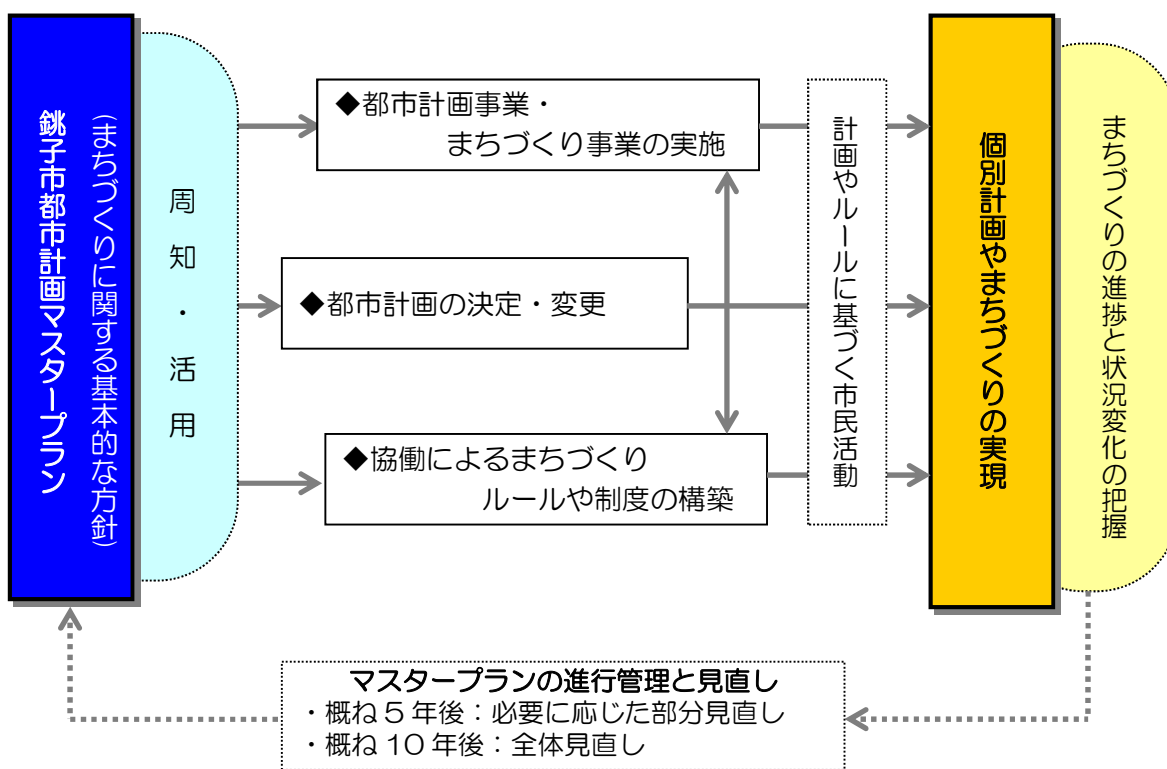 銚子市都市計画マスタープラン
（まちづくりに関する基本的な方針）
周知・活用
◆都市計画事業・
まちづくり事業の実施
◆都市計画の決定・変更
◆協働によるまちづくり
ルールや制度の構築
計画やルールに基づく市民活動
個別計画やまちづくりの実現
まちづくりの進捗と状況変化の把握
マスタープランの進行管理と見直し
・概ね5年後：必要に応じた部分見直し
・概ね10年後：全体見直し